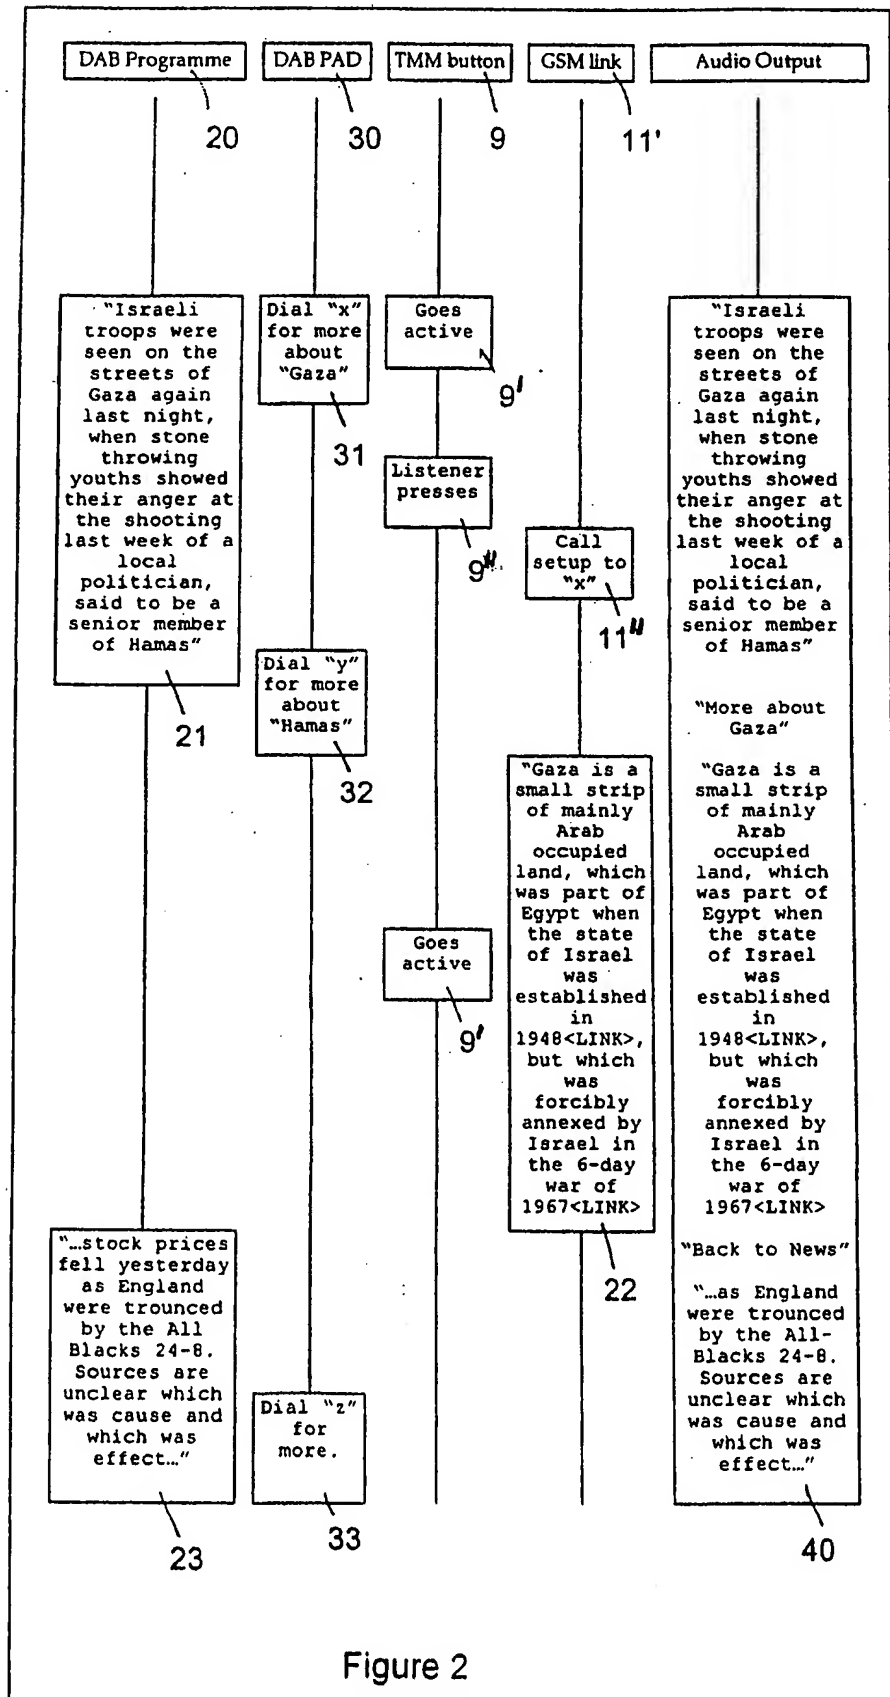 DAB Programme
DAB PAD
TMM button
GSM link
Audio Output
20
30
9
11'
"Israeli
troops were
seen on the
streets of
Gaza again
last night,
when stone
throwing
youths showed
their anger at
the shooting
last week of a
local
politician,
said to be a
senior member
of Hamas"
21
"…stock prices
fell yesterday
as England
were trounced
by the All
Blacks 24-8.
Sources are
unclear which
was cause and
which was
effect…"
23
Dial "x"
for more
about
"Gaza"
31
Dial "y"
for more
about
"Hamas"
32
Dial "z"
for
more.
33
Goes
active
9'
Listener
presses
9"
Goes
active
9'
Call
setup to
"x"
11"
"Gaza is a
small strip
of mainly
Arab
occupied
land, which
was part of
Egypt when
the state
of Israel
was
established
in
1948<LINK>,
but which
was
forcibly
annexed by
Israel in
the 6-day
war of
1967<LINK>
22
"Israeli
troops were
seen on the
streets of
Gaza again
last night,
when stone
throwing
youths showed
their anger at
the shooting
last week of a
local
politician,
said to be a
senior member
of Hamas"
"More about
Gaza"
"Gaza is a
small strip
of mainly
Arab
occupied
land, which
was part of
Egypt when
the state
of Israel
was
established
in
1948<LINK>,
but which
was
forcibly
annexed by
Israel in
the 6-day
war of
1967<LINK>
"Back to News"
"…as England
were trounced
by the All-
Blacks 24-8.
Sources are
unclear which
was cause and
which was
effect…"
40
Figure 2